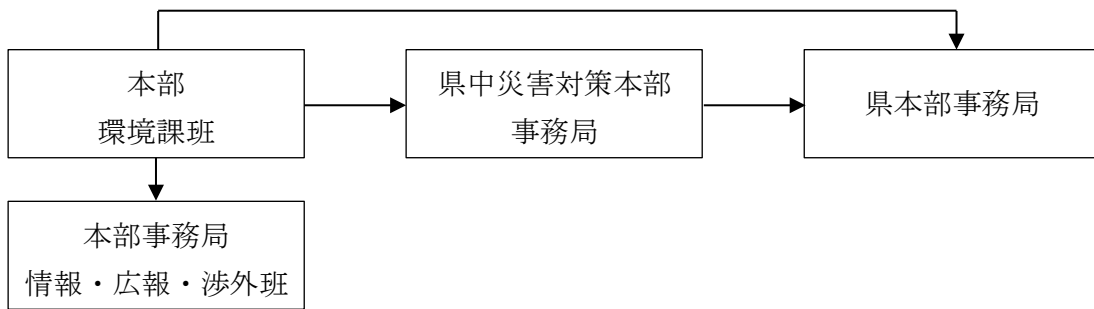 本部
環境課班
県中災害対策本部
事務局
県本部事務局
本部事務局
情報・広報・渉外班